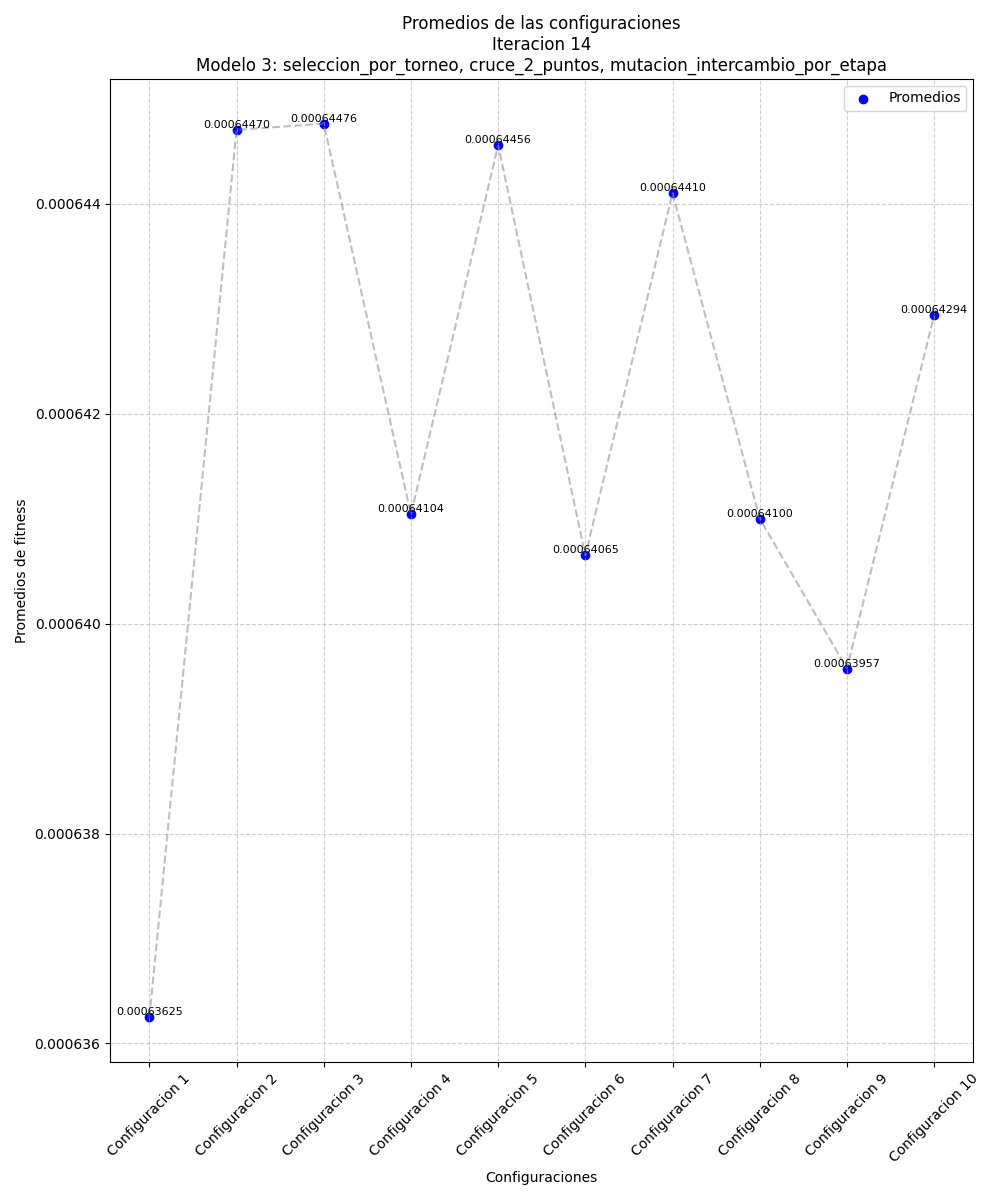 Promedios de las configuraciones
Iteracion 14
Modelo 3: seleccion_por_torneo, cruce_2_puntos, mutacion_intercambio_por_etapa
Promedios
0.00064470
0.00064476
0.00064456
0.00064410
0.00064294
0.00064104
0.00064065
0.00064100
0.00063957
0.00063625
0.000644
0.000642
0.000640
0.000638
0.000636
Promedios de fitness
Configuracion 1
Configuracion 2
Configuracion 3
Configuracion 4
Configuracion 5
Configuracion 6
Configuracion 7
Configuracion 8
Configuracion 9
Configuracion 10
Configuraciones